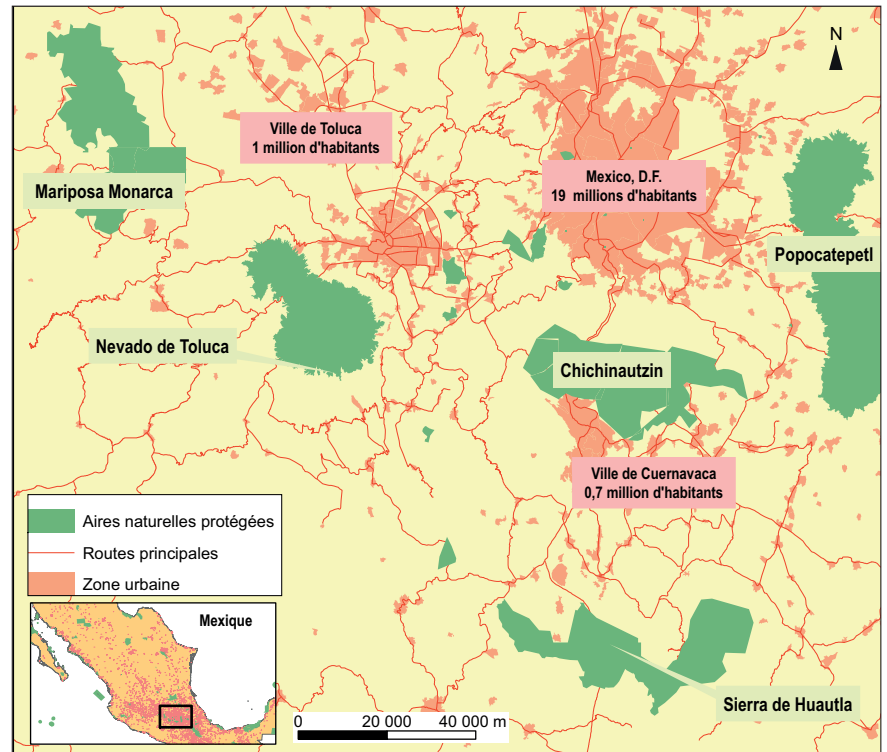 N
Ville de Toluca
1 million d'habitants
Mexico, D.F.
19 millions d'habitants
Mariposa Monarca
Popocatepetl
Nevado de Toluca
Chichinautzin
Ville de Cuernavaca
0,7 million d'habitants
Aires naturelles protégées
Routes principales
Zone urbaine
Mexique
Sierra de Huautla
0 20 000 40 000 m